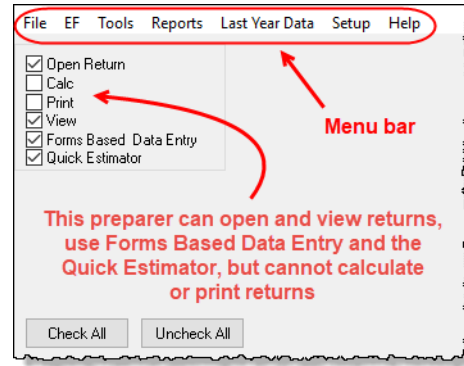 File EF Tools Reports Last Year Data Setup Help
Open Return
Calc
Print
View
Forms Based Data Entry
Quick Estimator
Menu bar
This preparer can open and view returns,
use Forms Based Data Entry and the
Quick Estimator, but cannot calculate
or print returns
Check All Uncheck All